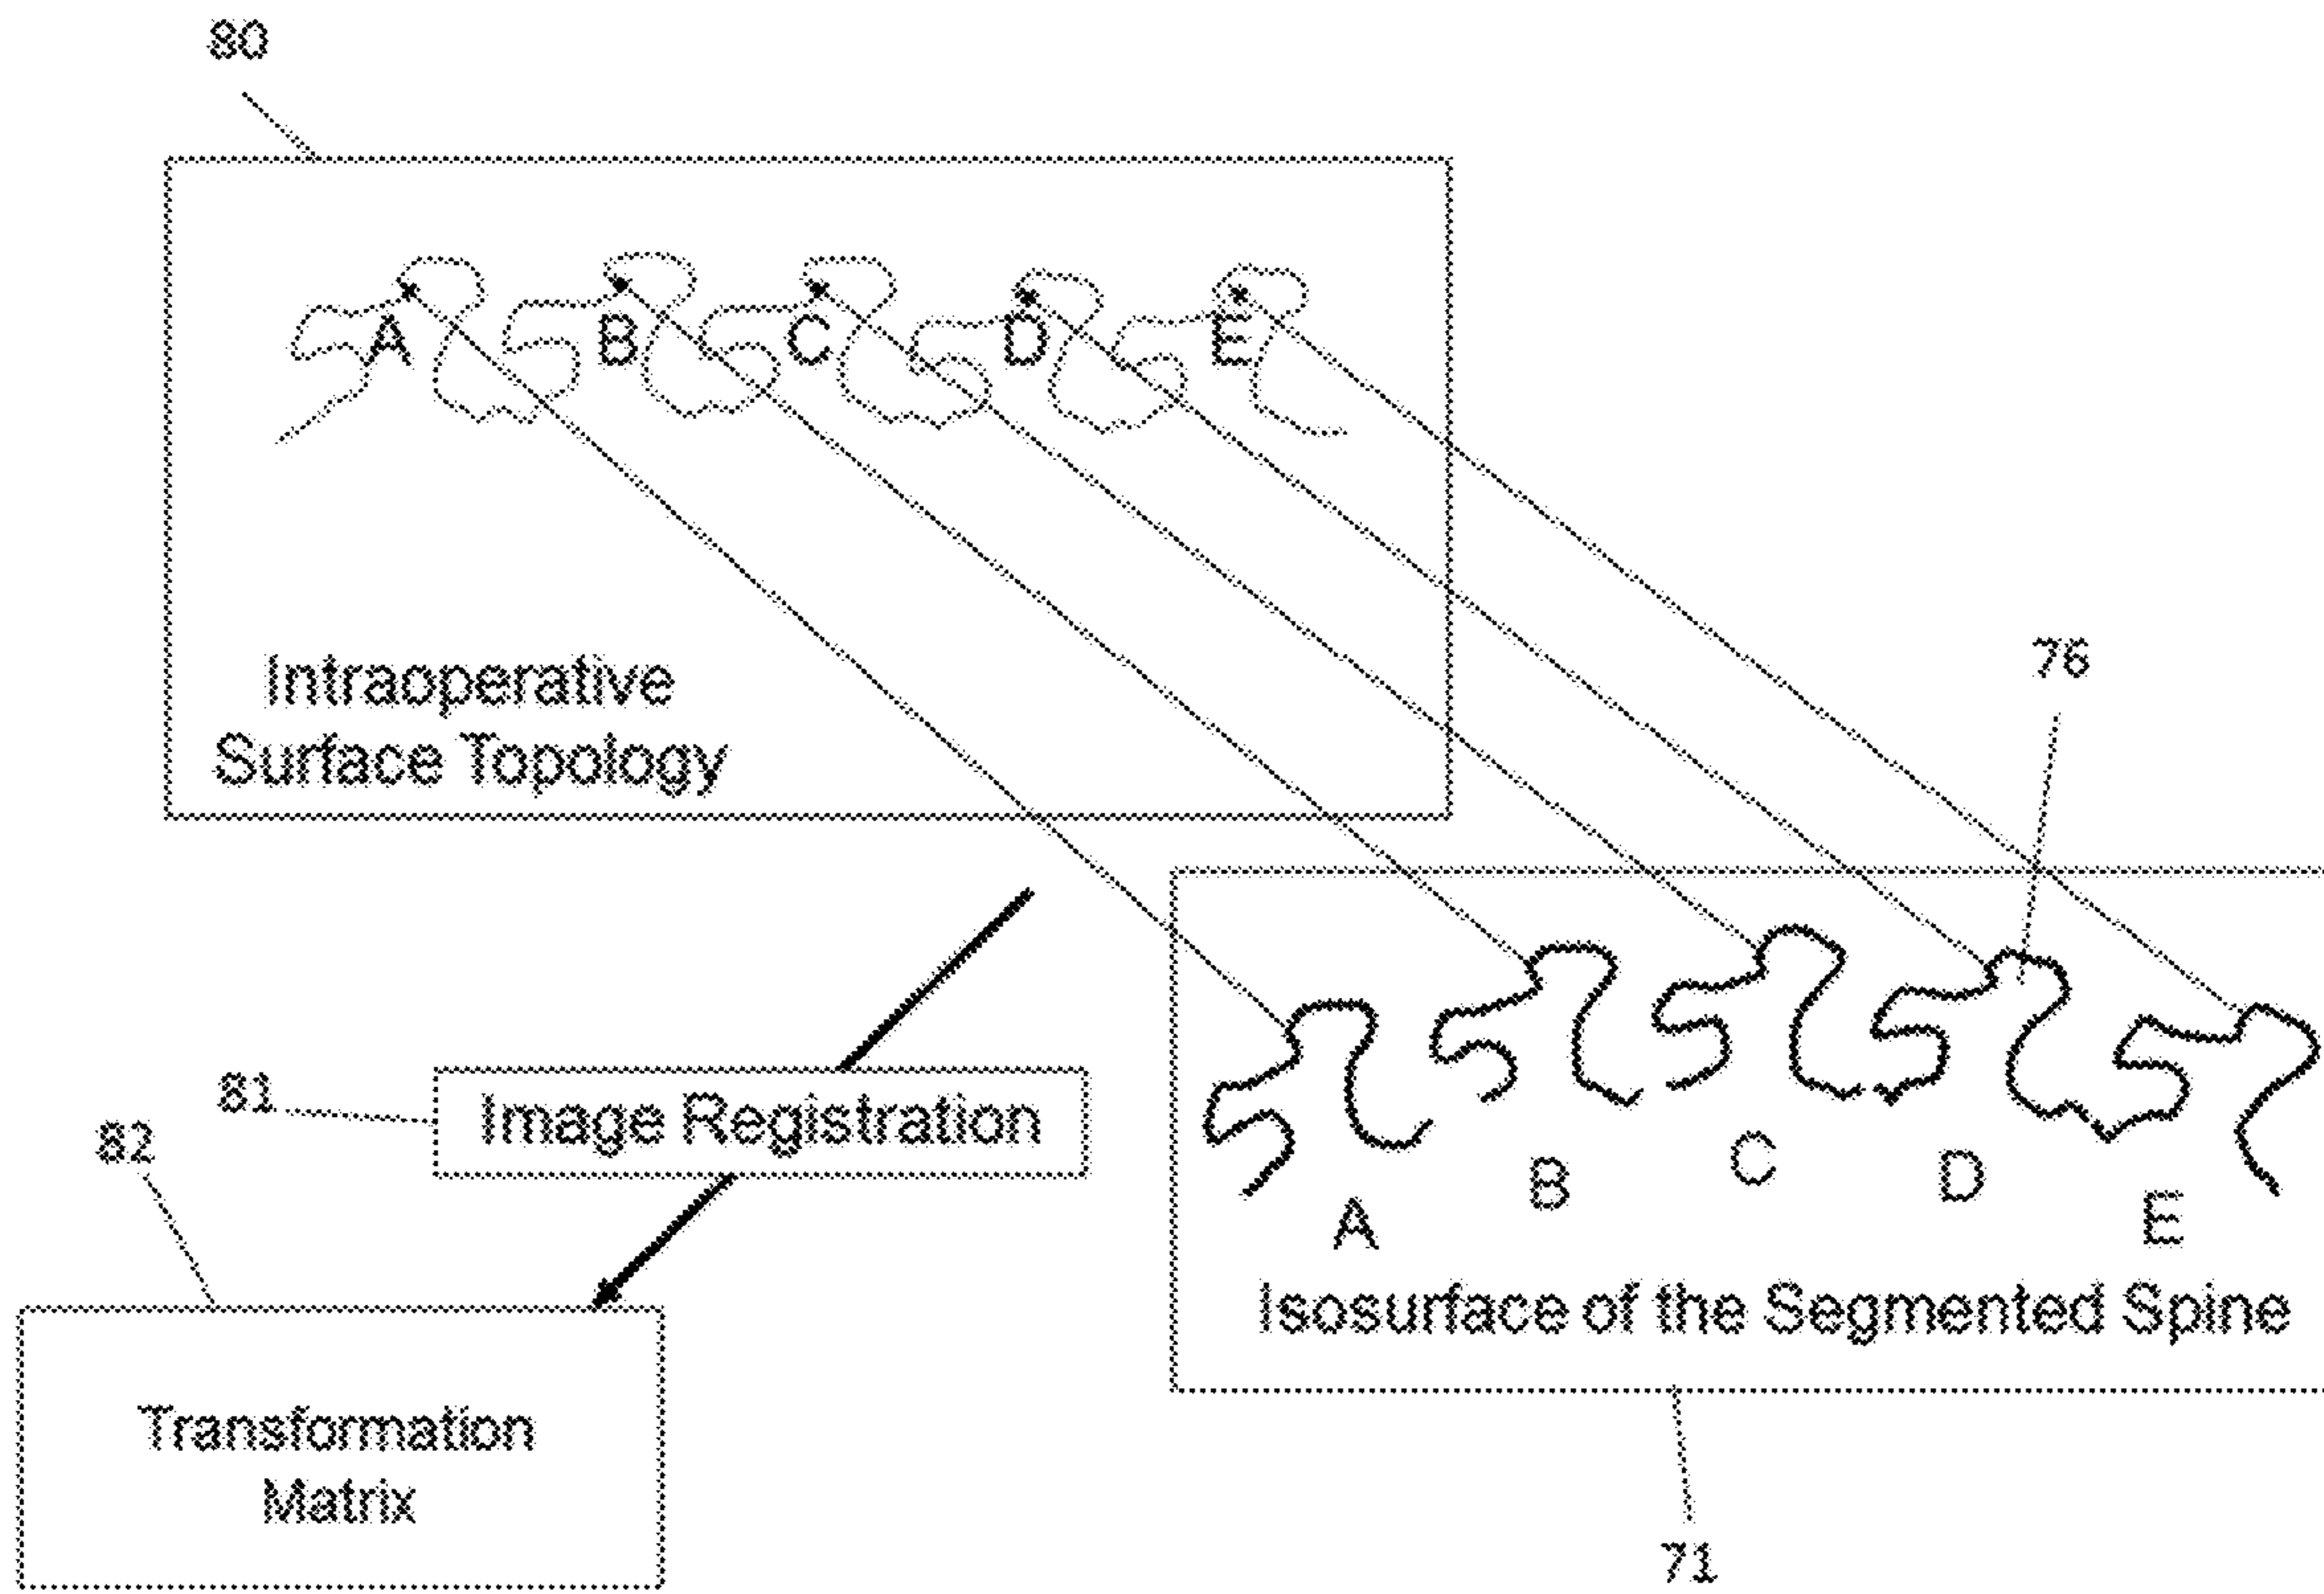 80
A B C D E
Intraoperative
Surface Topology
76
81
Image Registration
82
A B C D E
Isosurface of the Segmented Spine
Transformation
Matrix
71